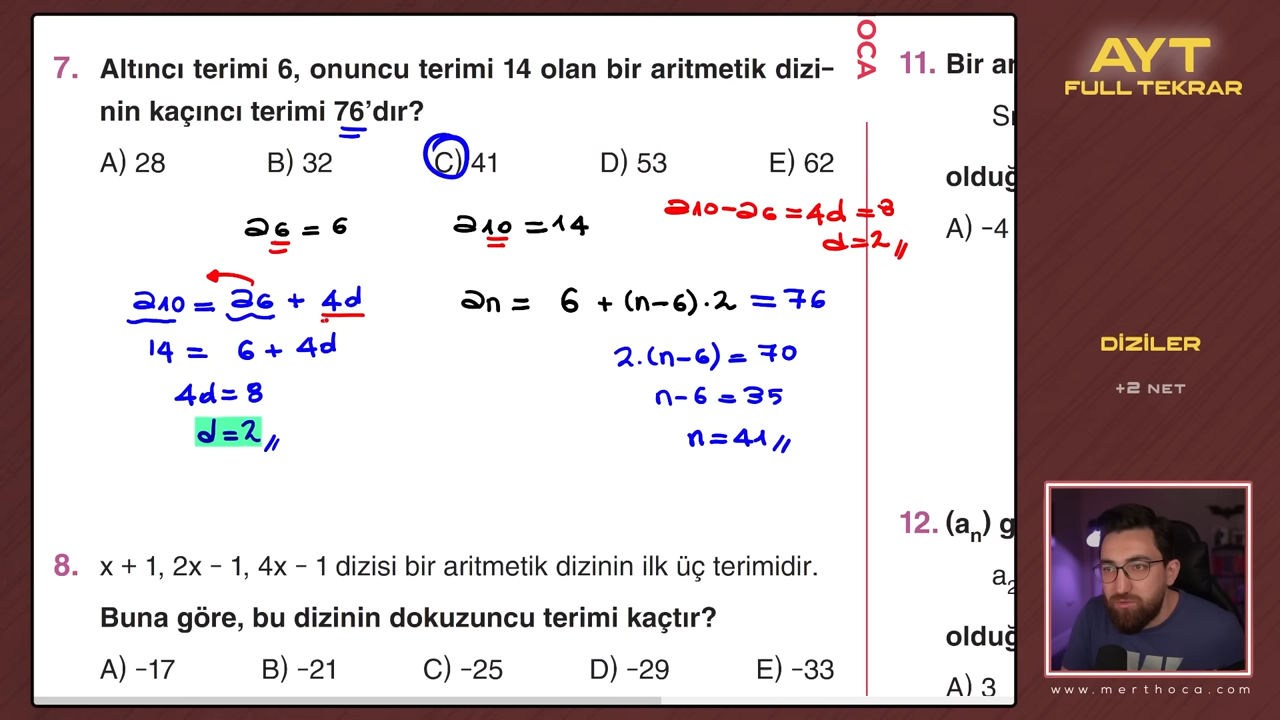 7. Altıncı terimi 6, onuncu terimi 14 olan bir aritmetik dizi-
nin kaçıncı terimi 76'dır?
A) 28 B) 32 C) 41 D) 53 E) 62
a6 = 6
a10 = 14
a10 - a6 = 4d = 8
d = 2 //
a10 = a6 + 4d
14 = 6 + 4d
4d = 8
d = 2 //
an = 6 + (n-6).2 = 76
2.(n-6) = 70
n-6 = 35
n = 41 //
8. x + 1, 2x - 1, 4x - 1 dizisi bir aritmetik dizinin ilk üç terimidir.
Buna göre, bu dizinin dokuzuncu terimi kaçtır?
A) -17 B) -21 C) -25 D) -29 E) -33
OCA
11. Bir ar
olduğ
A) -4
12. (an) g
a2
olduğ
A) 3
AYT
FULL TEKRAR
DİZİLER
+2 NET
www.merthoca.com